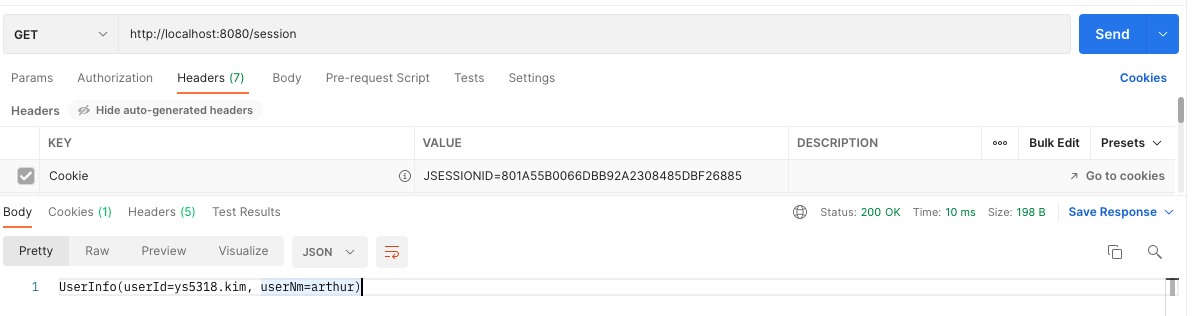 GET http://localhost:8080/session Send
Params Authorization Headers (7) Body Pre-request Script Tests Settings Cookies
Headers Hide auto-generated headers
KEY VALUE DESCRIPTION ooo Bulk Edit Presets
Cookie JSESSIONID=801A55B0066DBB92A2308485DBF26885 Go to cookies
Body Cookies (1) Headers (5) Test Results Status: 200 OK Time: 10 ms Size: 198 B Save Response
Pretty Raw Preview Visualize JSON
1 UserInfo(userId=ys5318.kim, userNm=arthur)